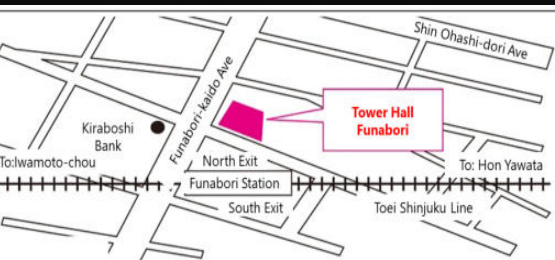 Shin Ohashi-dori Ave
Funabori-kaido Ave
Tower Hall
Funabori
Kiraboshi
Bank
To:Iwamoto-chou
North Exit
To: Hon Yawata
Funabori Station
South Exit
Toei Shinjuku Line